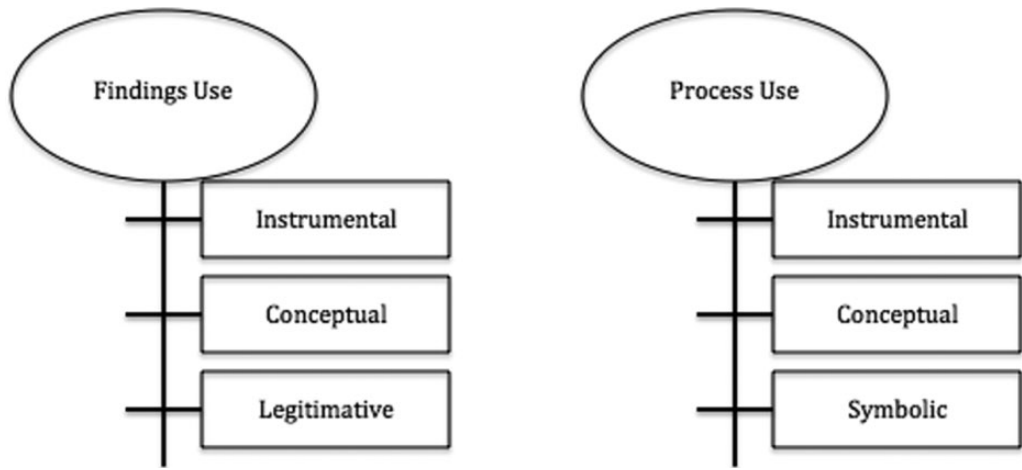 Findings Use
Instrumental
Conceptual
Legitimative
Process Use
Instrumental
Conceptual
Symbolic